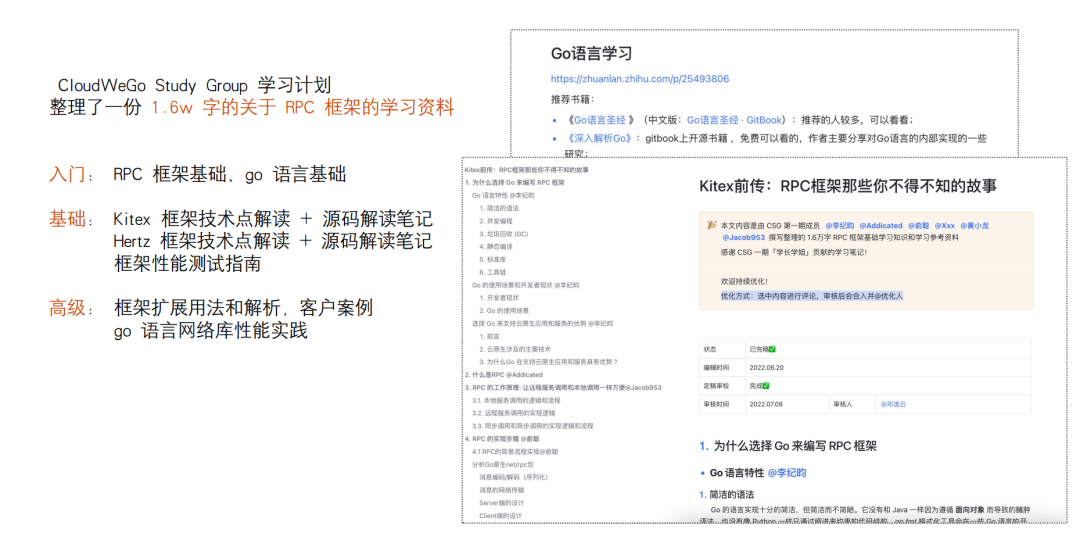 CloudWeGo Study Group 学习计划
整理了一份 1.6w 字的关于 RPC 框架的学习资料
入门： RPC 框架基础、go 语言基础
基础： Kitex 框架技术点解读 + 源码解读笔记
Hertz 框架技术点解读 + 源码解读笔记
框架性能测试指南
高级： 框架扩展用法和解析，客户案例
go 语言网络库性能实践
Go语言学习
https://zhuanlan.zhihu.com/p/25493806
推荐书籍：
• 《Go语言圣经 》（中文版：Go语言圣经 · GitBook）：推荐的人较多，可以看看；
• 《深入解析Go》：gitbook上开源书籍 ，免费可以看的，作者主要分享对Go语言的内部实现的一些
研究；
Kitex前传：RPC框架那些你不得不知的故事
1. 为什么选择 Go 来编写 RPC 框架
Go 语言特性 @李纪昀
1. 简洁的语法
2. 并发编程
3. 垃圾回收 (GC)
4. 静态编译
5. 标准库
6. 工具链
Go 的使用场景和开发者现状 @李纪昀
1. 开发者现状
2. Go 的使用场景
选择 Go 来支持云原生应用和服务的优势 @李纪昀
1. 前言
2. 云原生涉及的主要技术
3. 为什么Go 在支持云原生应用和服务具有优势？
2. 什么是RPC @Addicated
3. RPC 的工作原理: 让远程服务调用和本地调用一样方便@Jacob953
3.1. 本地服务调用的逻辑和流程
3.2. 远程服务调用的实现逻辑
3.3. 同步调用和异步调用的实现逻辑和流程
4. RPC 的实现步骤 @俞聪
4.1 RPC的简易流程实现@俞聪
分析Go原生net/rpc包
消息编码/解码（序列化）
消息的网络传输
Server端的设计
Client端的设计
Kitex前传：RPC框架那些你不得不知的故事
本文内容是由 CSG 第一期成员 @李纪昀 @Addicated @俞聪 @Xxx @黄小龙
@Jacob953 撰写整理的 1.6万字 RPC 框架基础学习知识和学习参考资料
感谢 CSG 一期「学长学姐」贡献的学习笔记！
欢迎持续优化！
优化方式：选中内容进行评论，审核后会合入并@优化人
状态 已完稿✅
编辑时间 2022.06.20
定稿审校 完成✅
审核时间 2022.07.08 审核人 @邓逸云
1. 为什么选择 Go 来编写 RPC 框架
• Go 语言特性 @李纪昀
1. 简洁的语法
Go 的语言实现十分的简洁，但简洁而不简陋。它没有和 Java 一样因为遵循 面向对象 而导致的臃肿